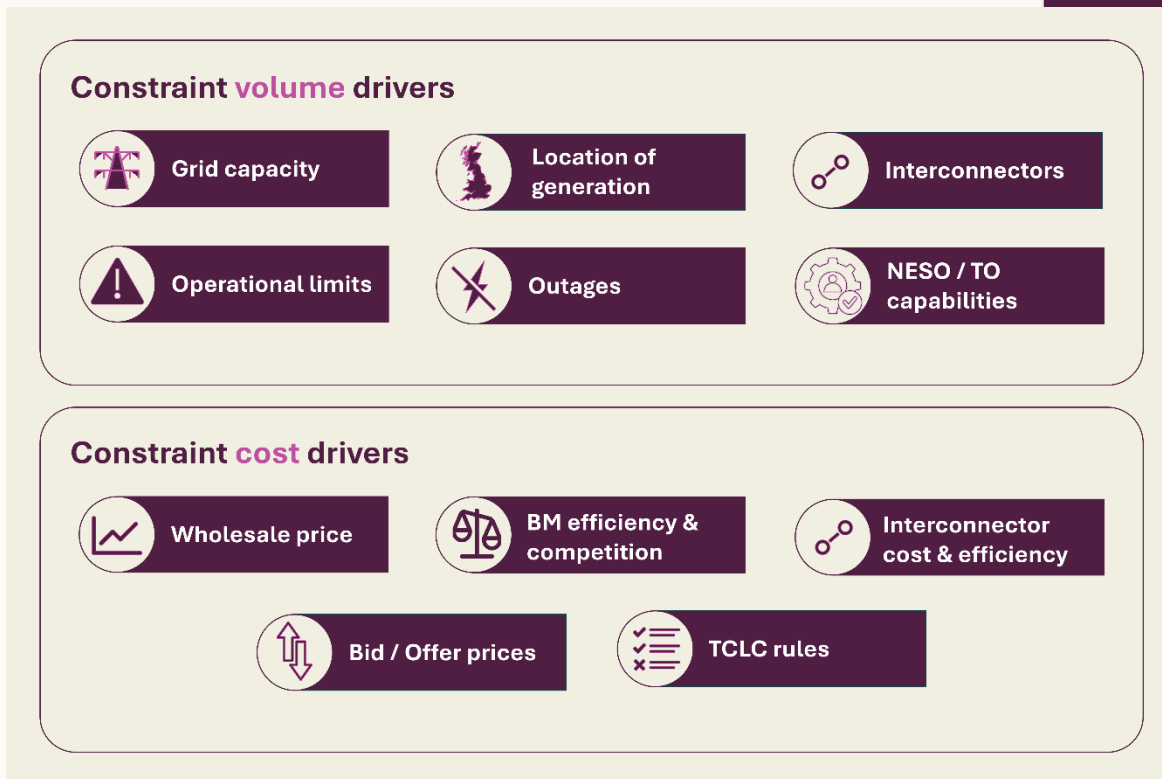 Constraint volume drivers
Grid capacity
Location of
generation
Interconnectors
Operational limits
Outages
NESO / TO
capabilities
Constraint cost drivers
Wholesale price
BM efficiency &
competition
Interconnector
cost & efficiency
Bid / Offer prices
TCLC rules